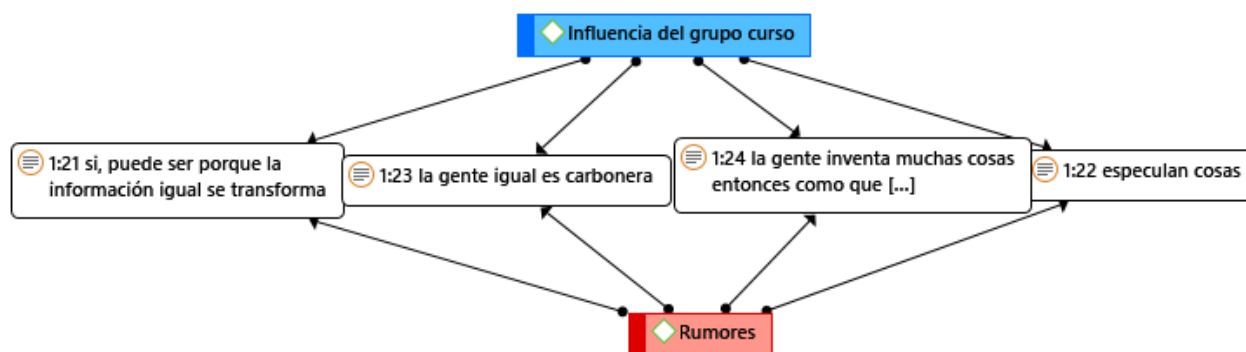 Influencia del grupo curso
1:21 si, puede ser porque la
información igual se transforma
1:23 la gente igual es carbonera
1:24 la gente inventa muchas cosas
entonces como que [...]
1:22 especulan cosas
Rumores